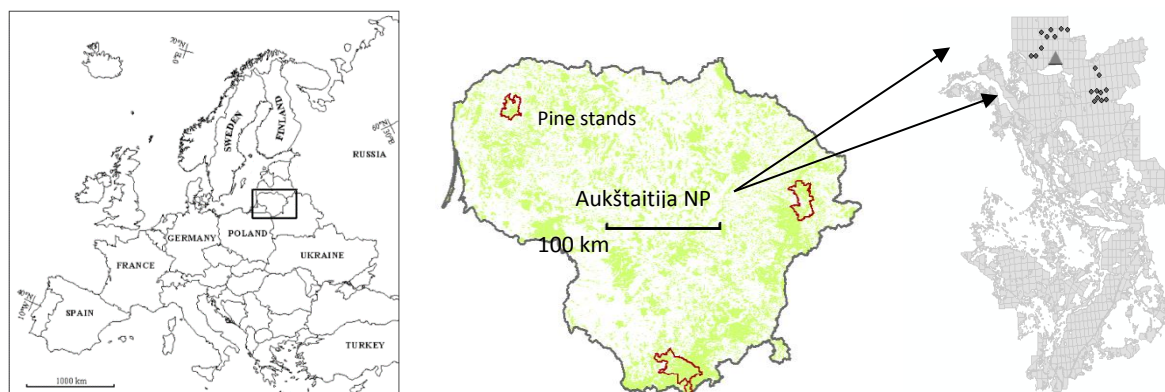 SWEDEN
FINLAND
RUSSIA
GERMANY
POLAND
UKRAINE
FRANCE
SPAIN
TURKEY
1000 km
Pine stands
Aukštaitija NP
100 km